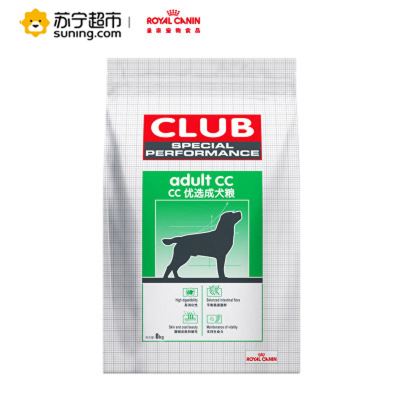 苏宁超市
suning.com
ROYAL CANIN
皇家宠物食品
CLUB
SPECIAL
PERFORMANCE
adult CC
CC 优选成犬粮
High digestibility
Balanced intestinal flora
Skin and coat beauty
Maintenance of vitality
8kg
ROYAL CANIN